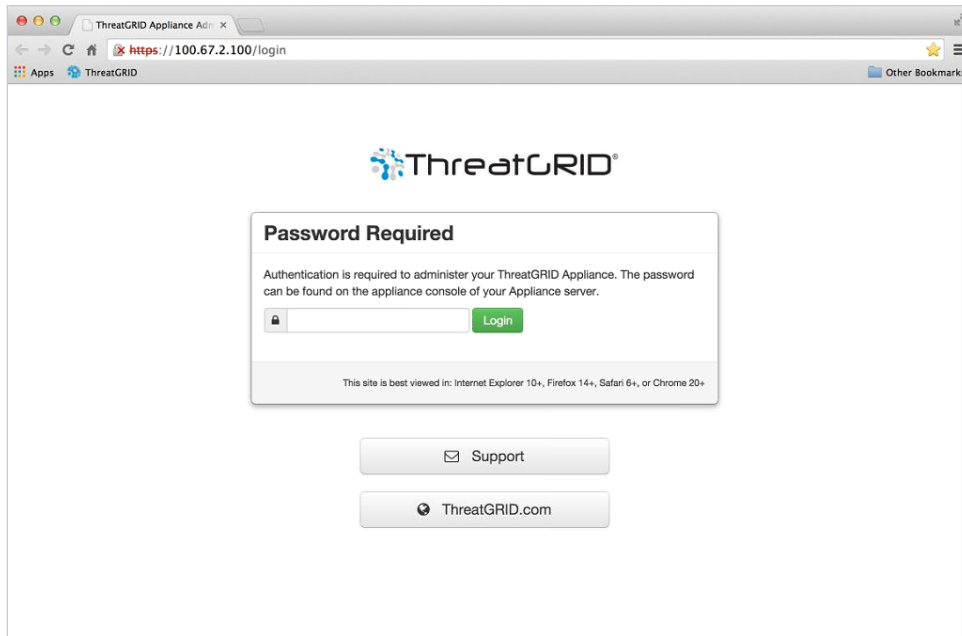 ThreatGRID Appliance Adm
https://100.67.2.100/login
Apps ThreatGRID Other Bookmark
ThreatGRID®
Password Required
Authentication is required to administer your ThreatGRID Appliance. The password
can be found on the appliance console of your Appliance server.
Login
This site is best viewed in: Internet Explorer 10+, Firefox 14+, Safari 6+, or Chrome 20+
Support
ThreatGRID.com